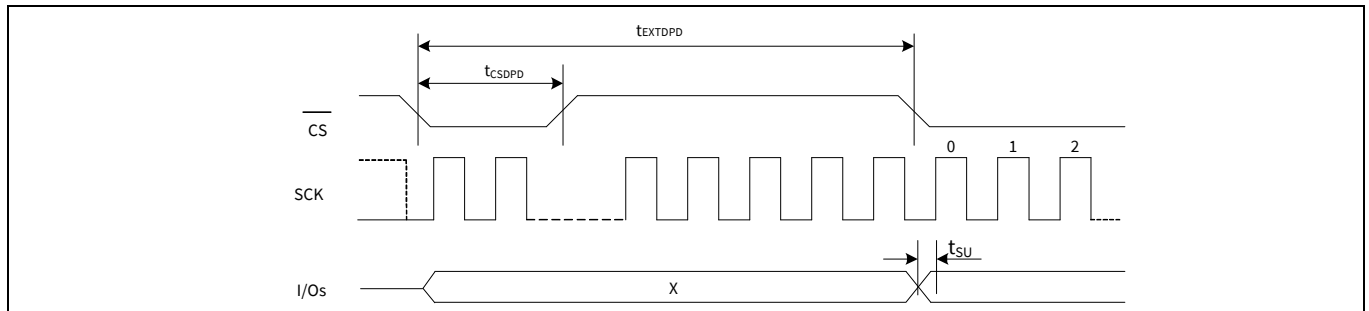 tEXTDPD
tCSDPD
CS
0 1 2
SCK
tSU
I/Os X